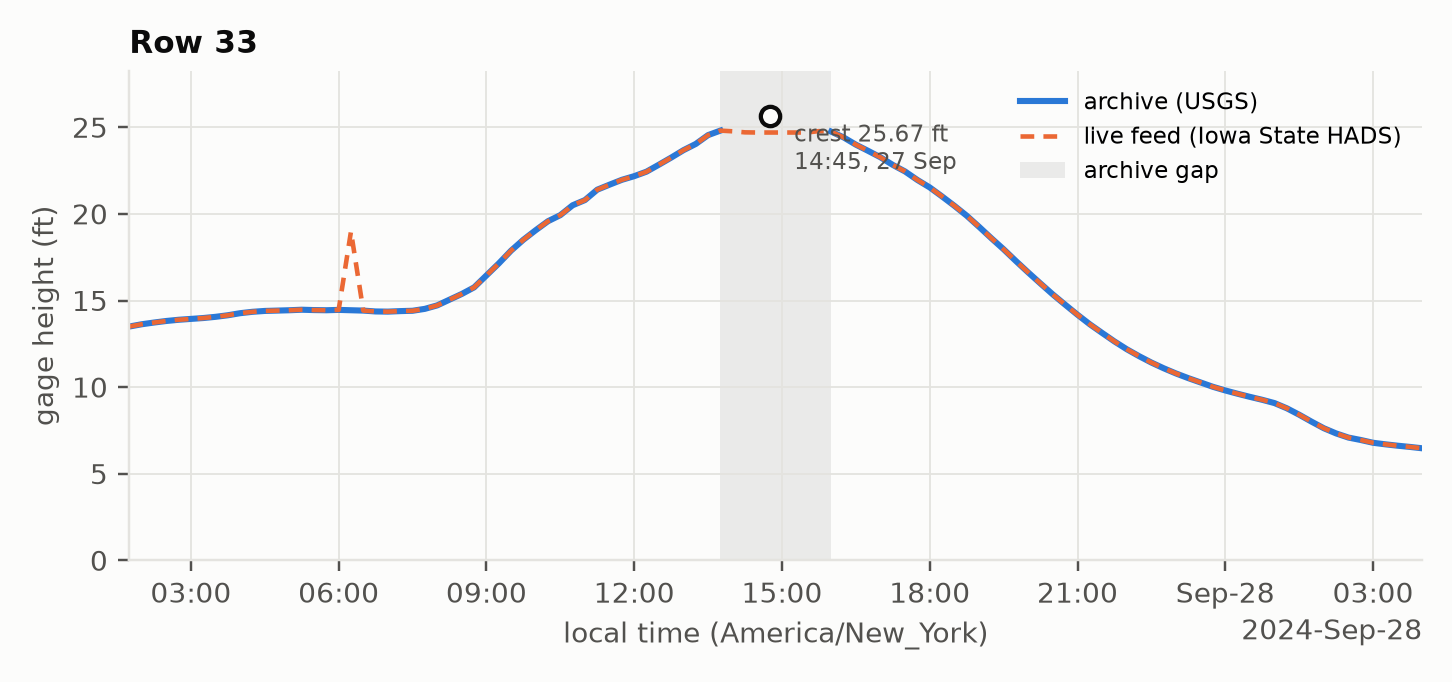 Row 33
archive (USGS)
live feed (Iowa State HADS)
archive gap
crest 25.67 ft
14:45, 27 Sep
gage height (ft)
25
20
15
10
5
0
03:00 06:00 09:00 12:00 15:00 18:00 21:00 Sep-28 03:00
local time (America/New_York)
2024-Sep-28